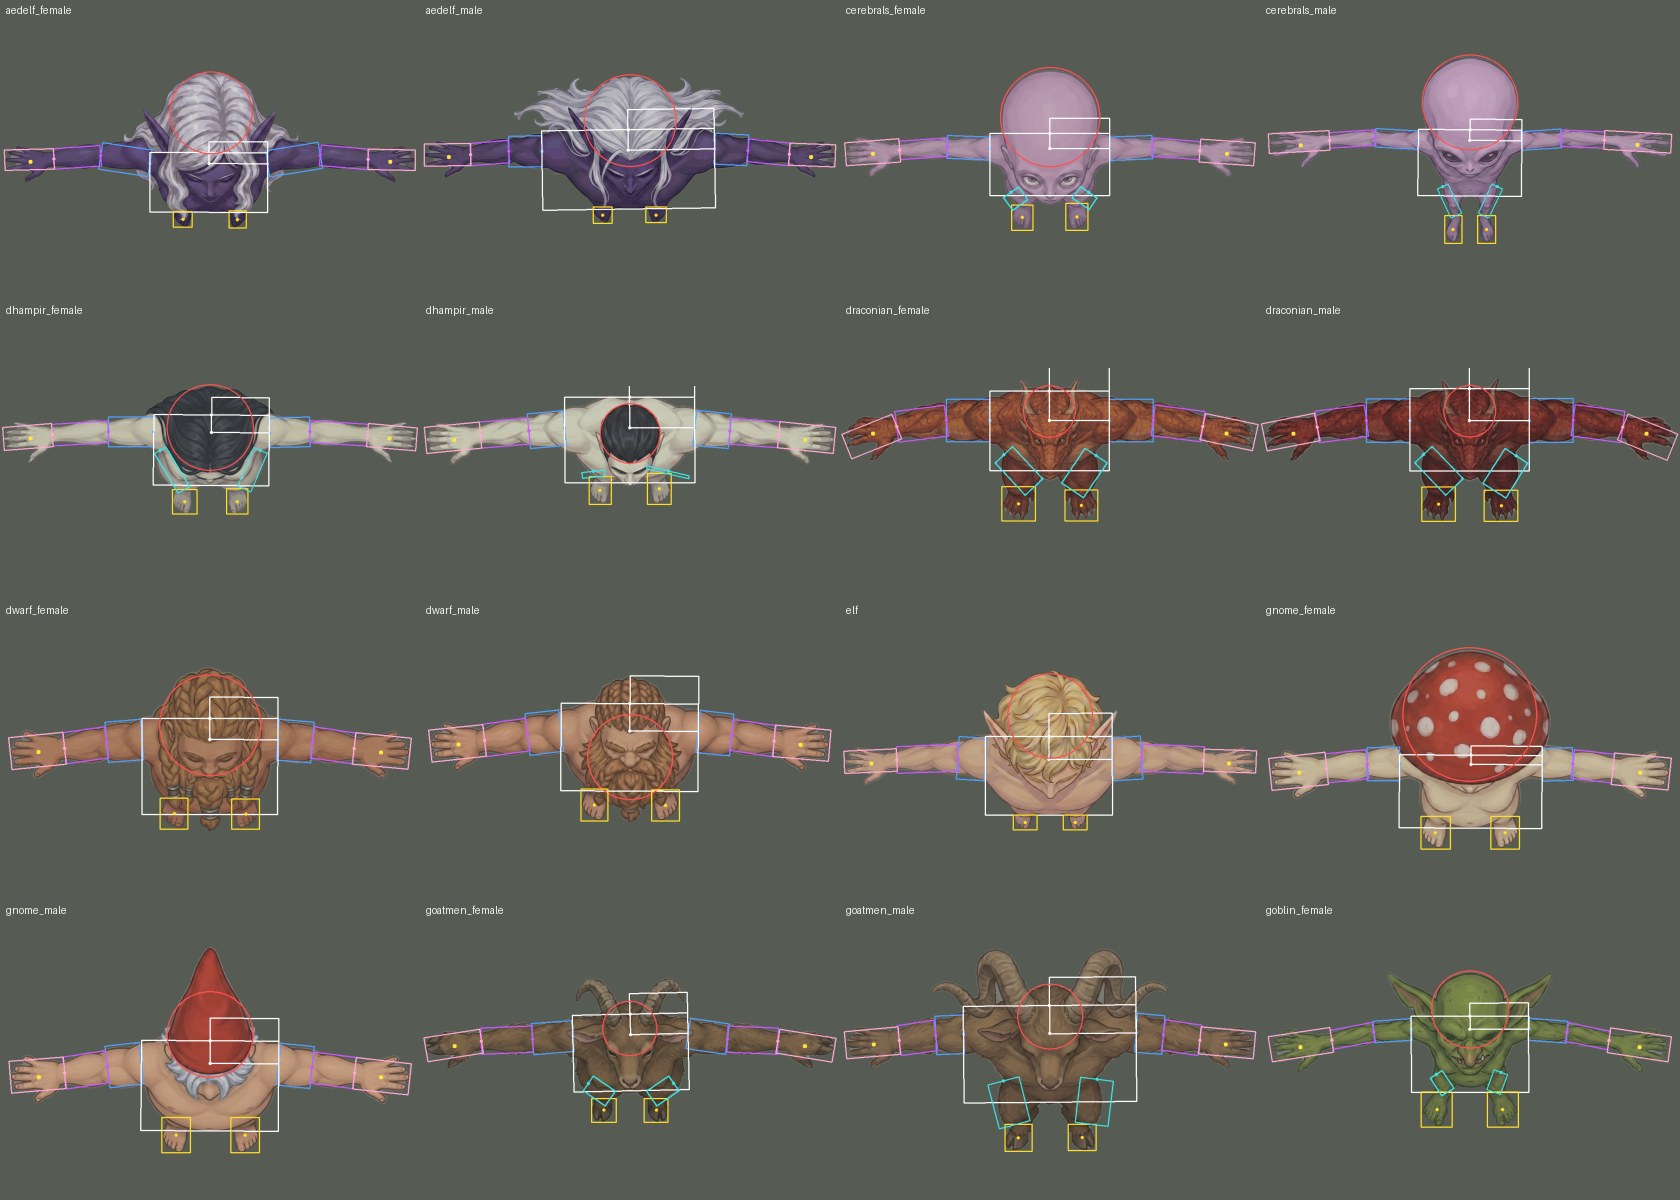 aedelf_female
aedelf_male
cerebrals_female
cerebrals_male
dhampir_female
dhampir_male
draconian_female
draconian_male
dwarf_female
dwarf_male
elf
gnome_female
gnome_male
goatmen_female
goatmen_male
goblin_female